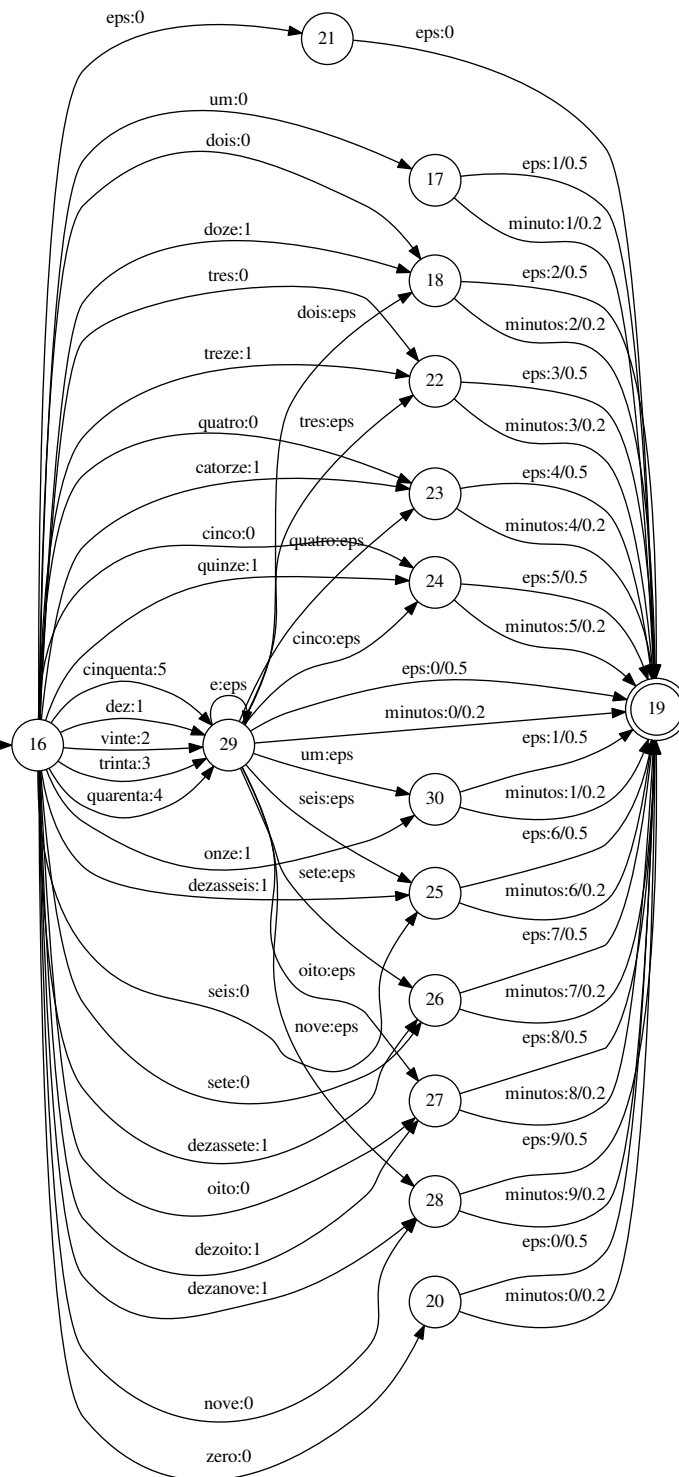 eps:0
21
eps:0
um:0
dois:0
17
eps:1/0.5
minuto:1/0.2
doze:1
tres:0
dois:eps
18
eps:2/0.5
minutos:2/0.2
treze:1
22
eps:3/0.5
tres:eps
minutos:3/0.2
quatro:0
catorze:1
23
eps:4/0.5
cinco:0
quatro:eps
minutos:4/0.2
quinze:1
24
eps:5/0.5
cinco:eps
minutos:5/0.2
cinquenta:5
e:eps
eps:0/0.5
dez:1
minutos:0/0.2
19
16
vinte:2
29
trinta:3
um:eps
eps:1/0.5
quarenta:4
seis:eps
30
minutos:1/0.2
onze:1
eps:6/0.5
dezasseis:1
sete:eps
25
minutos:6/0.2
eps:7/0.5
seis:0
oito:eps
26
minutos:7/0.2
nove:eps
eps:8/0.5
sete:0
27
minutos:8/0.2
dezassete:1
eps:9/0.5
oito:0
28
minutos:9/0.2
dezoito:1
eps:0/0.5
dezanove:1
20
minutos:0/0.2
nove:0
zero:0